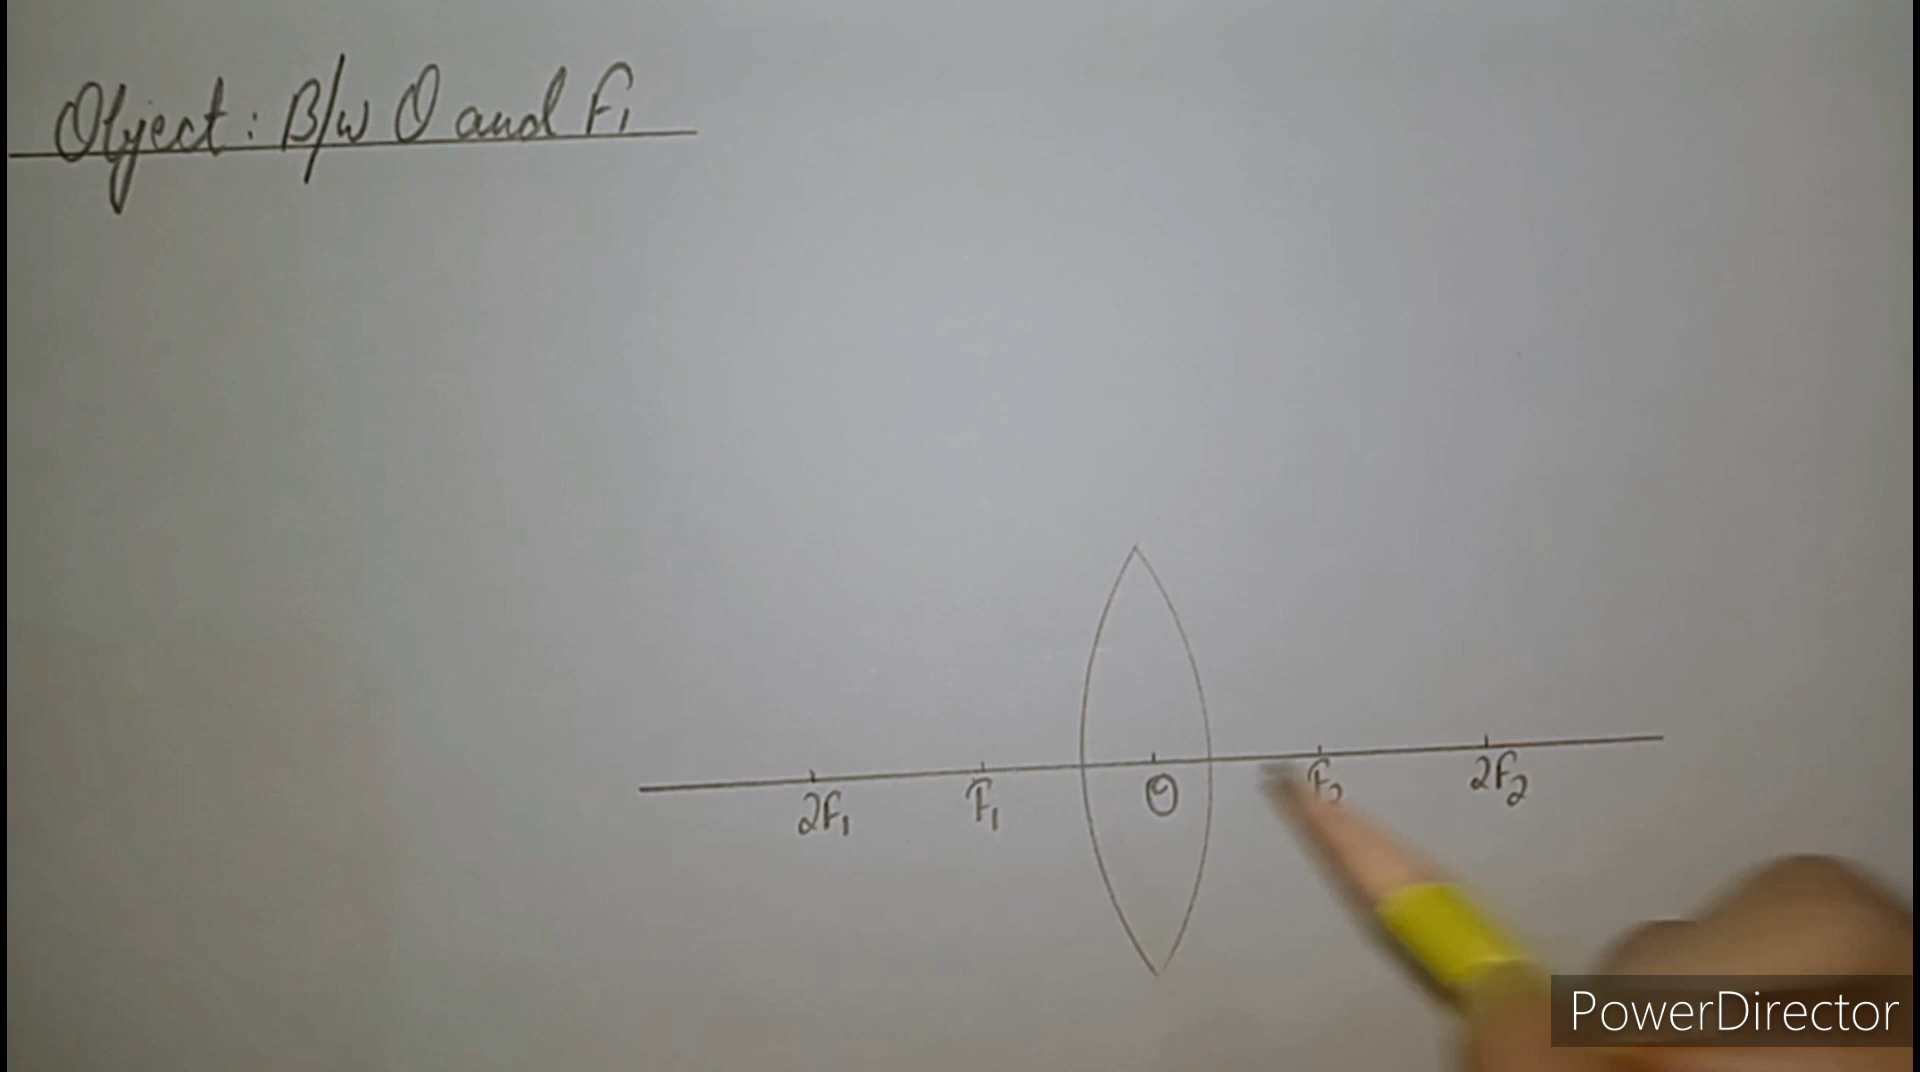 Object: B/w O and F₁
2F₁ F₁ O F₂ 2F₂
PowerDirector